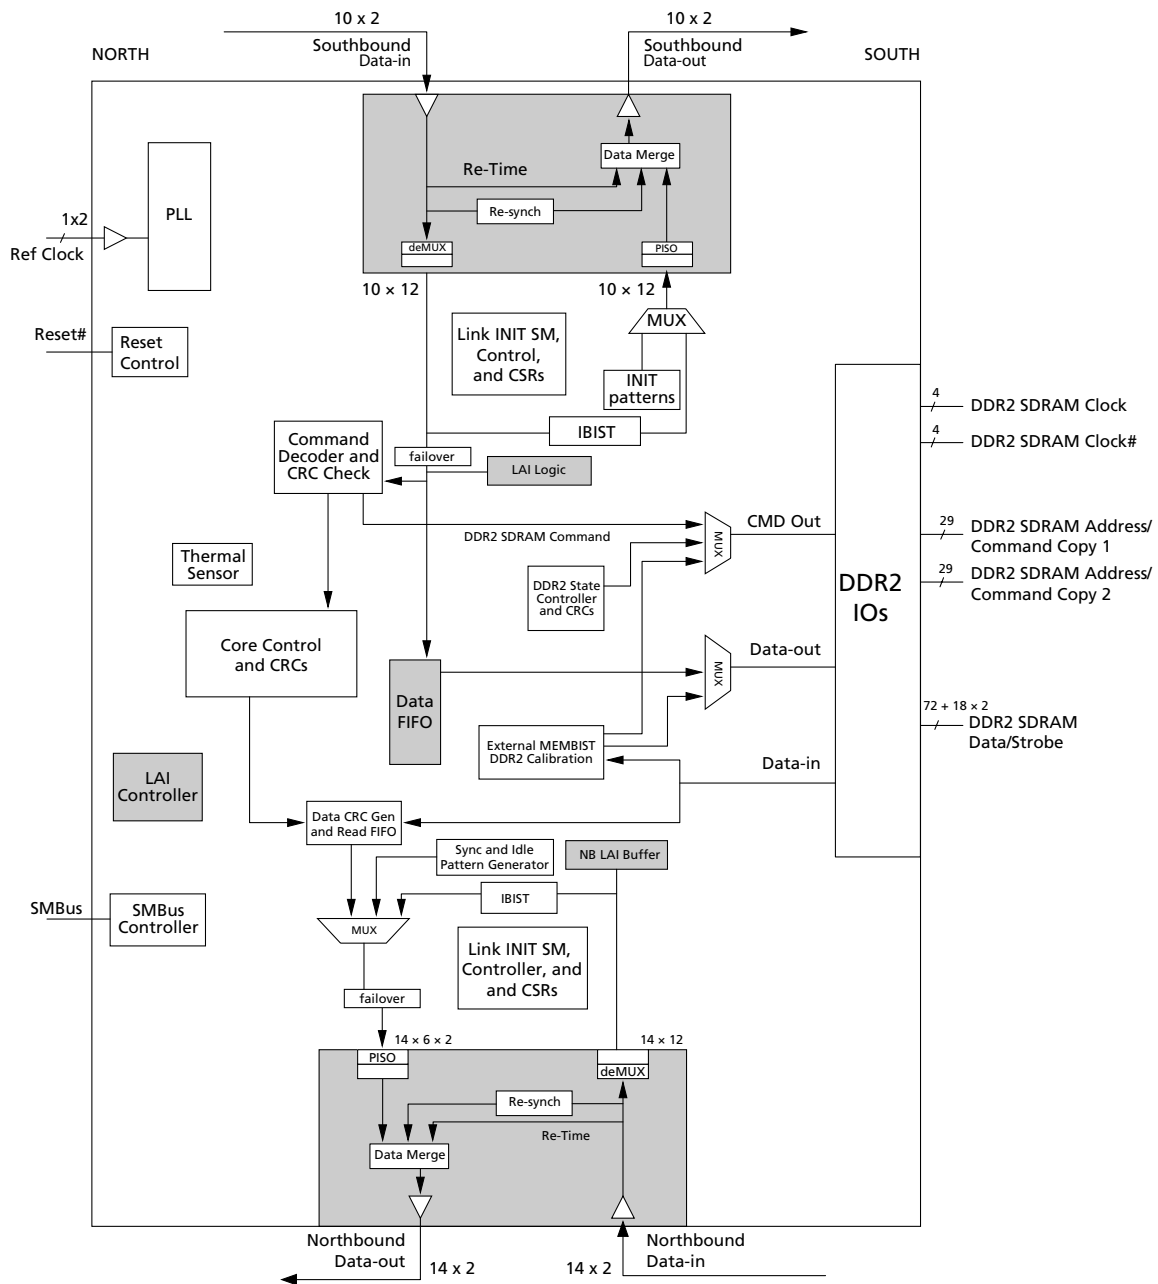 10 x 2
10 x 2
Southbound
Data-in
Southbound
Data-out
NORTH
SOUTH
Data Merge
Re-Time
PLL
Re-synch
1x2
Ref Clock
deMUX
PISO
10 × 12
10 × 12
MUX
Link INIT SM,
Control,
and CSRs
Reset#
Reset
Control
INIT
patterns
4
DDR2 SDRAM Clock
IBIST
4
DDR2 SDRAM Clock#
Command
Decoder and
CRC Check
failover
LAI Logic
CMD Out
MUX
DDR2 SDRAM Command
29
DDR2 SDRAM Address/
Command Copy 1
Thermal
Sensor
DDR2 State
Controller
and CRCs
DDR2
IOs
29
DDR2 SDRAM Address/
Command Copy 2
Core Control
and CRCs
Data-out
MUX
Data
FIFO
72 + 18 × 2
DDR2 SDRAM
Data/Strobe
External MEMBIST
DDR2 Calibration
Data-in
LAI
Controller
Data CRC Gen
and Read FIFO
Sync and Idle
Pattern Generator
NB LAI Buffer
IBIST
SMBus
SMBus
Controller
MUX
Link INIT SM,
Controller, and
and CSRs
failover
14 × 6 × 2
14 × 12
PISO
deMUX
Re-synch
Re-Time
Data Merge
Northbound
Data-out
14 x 2
14 x 2
Northbound
Data-in